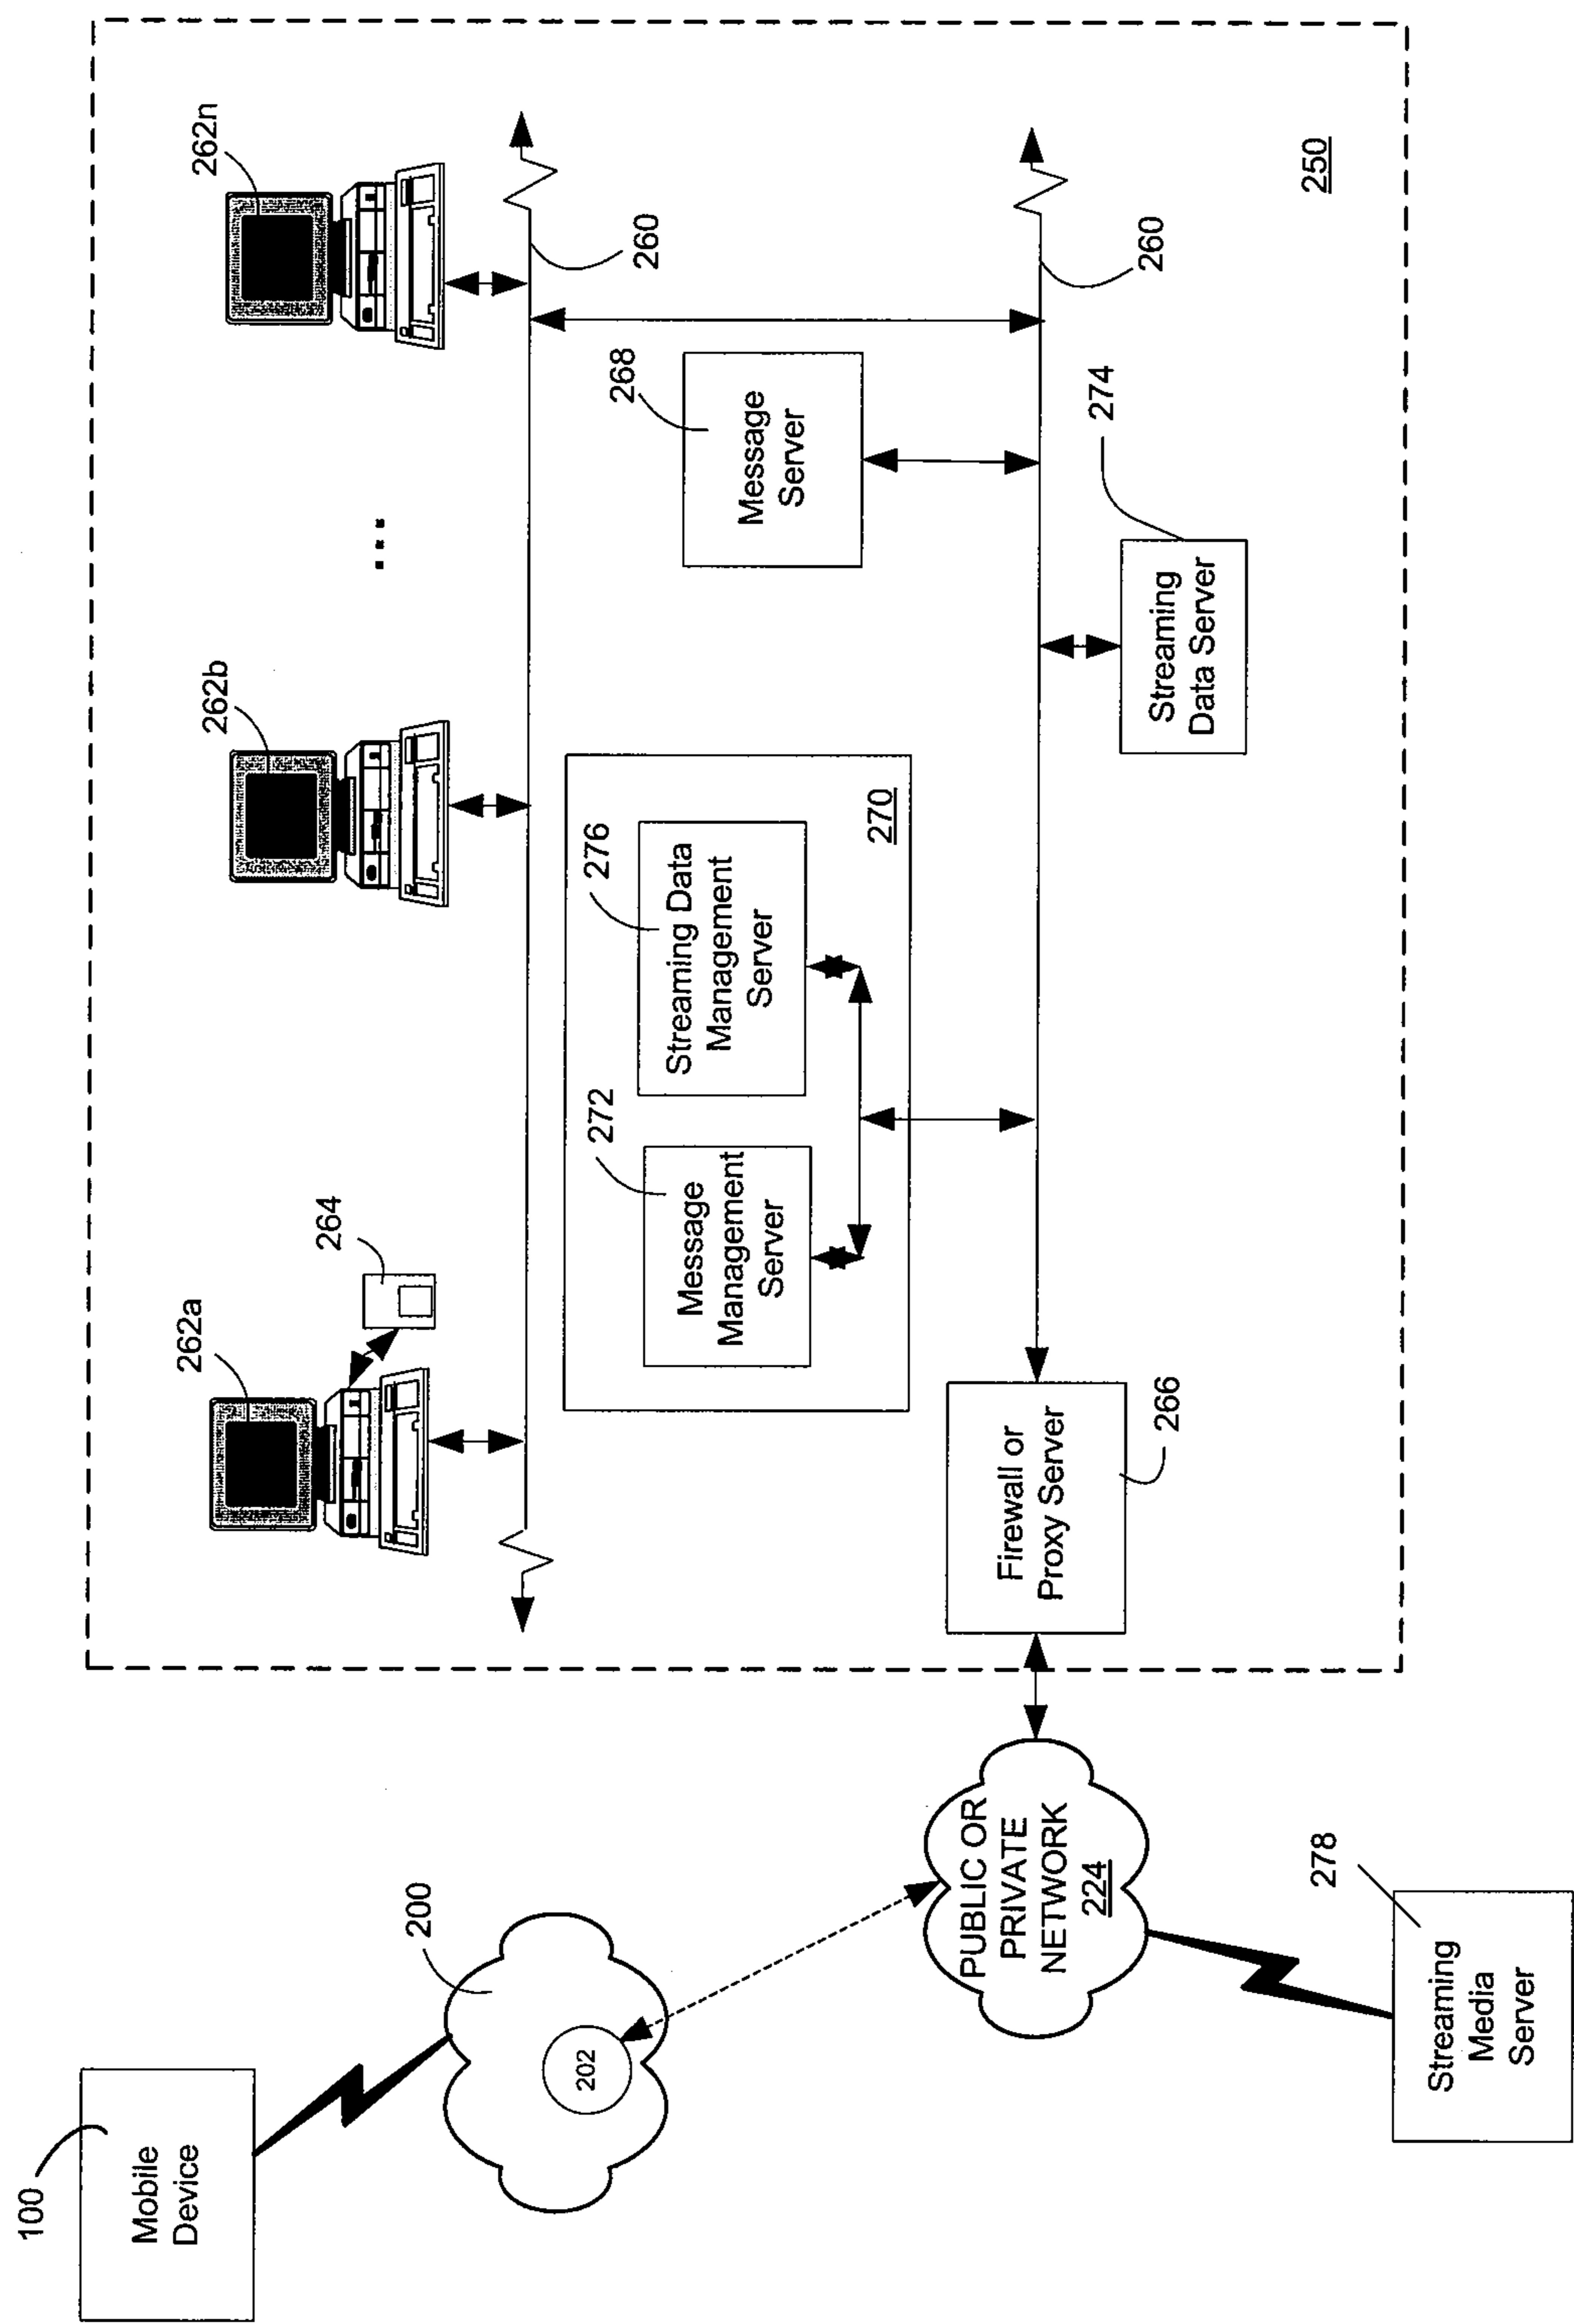 100
Mobile
Device
200
202
262a
264
262b
...
262n
260
272
Message
Management
Server
276
Streaming Data
Management
Server
270
268
Message
Server
260
PUBLIC OR
PRIVATE
NETWORK
224
Firewall or
Proxy Server
266
Streaming
Data Server
274
250
278
Streaming
Media
Server